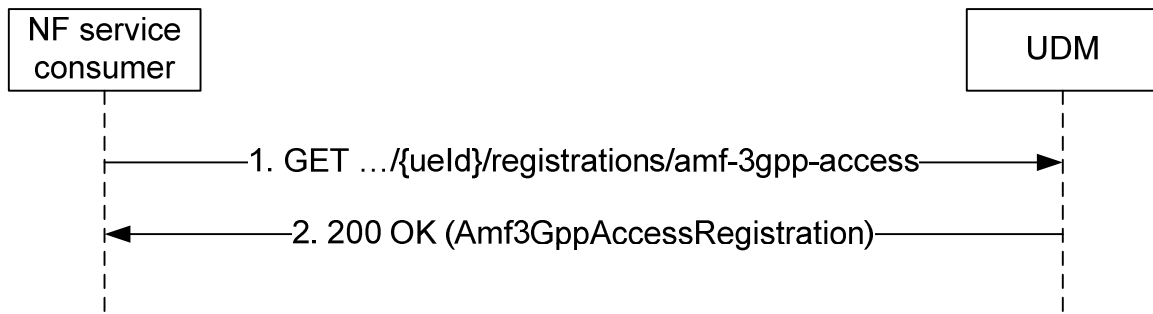 NF service
consumer
UDM
1. GET …/{ueId}/registrations/amf-3gpp-access
2. 200 OK (Amf3GppAccessRegistration)